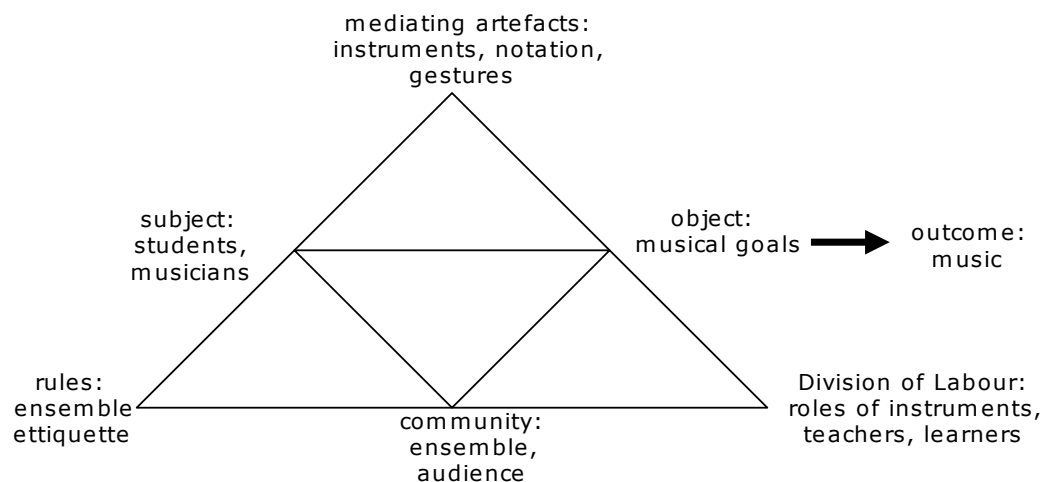 mediating artefacts:
instruments, notation,
gestures
subject:
students,
musicians
object:
musical goals
outcome:
music
rules:
ensemble
ettiquette
community:
ensemble,
audience
Division of Labour:
roles of instruments,
teachers, learners